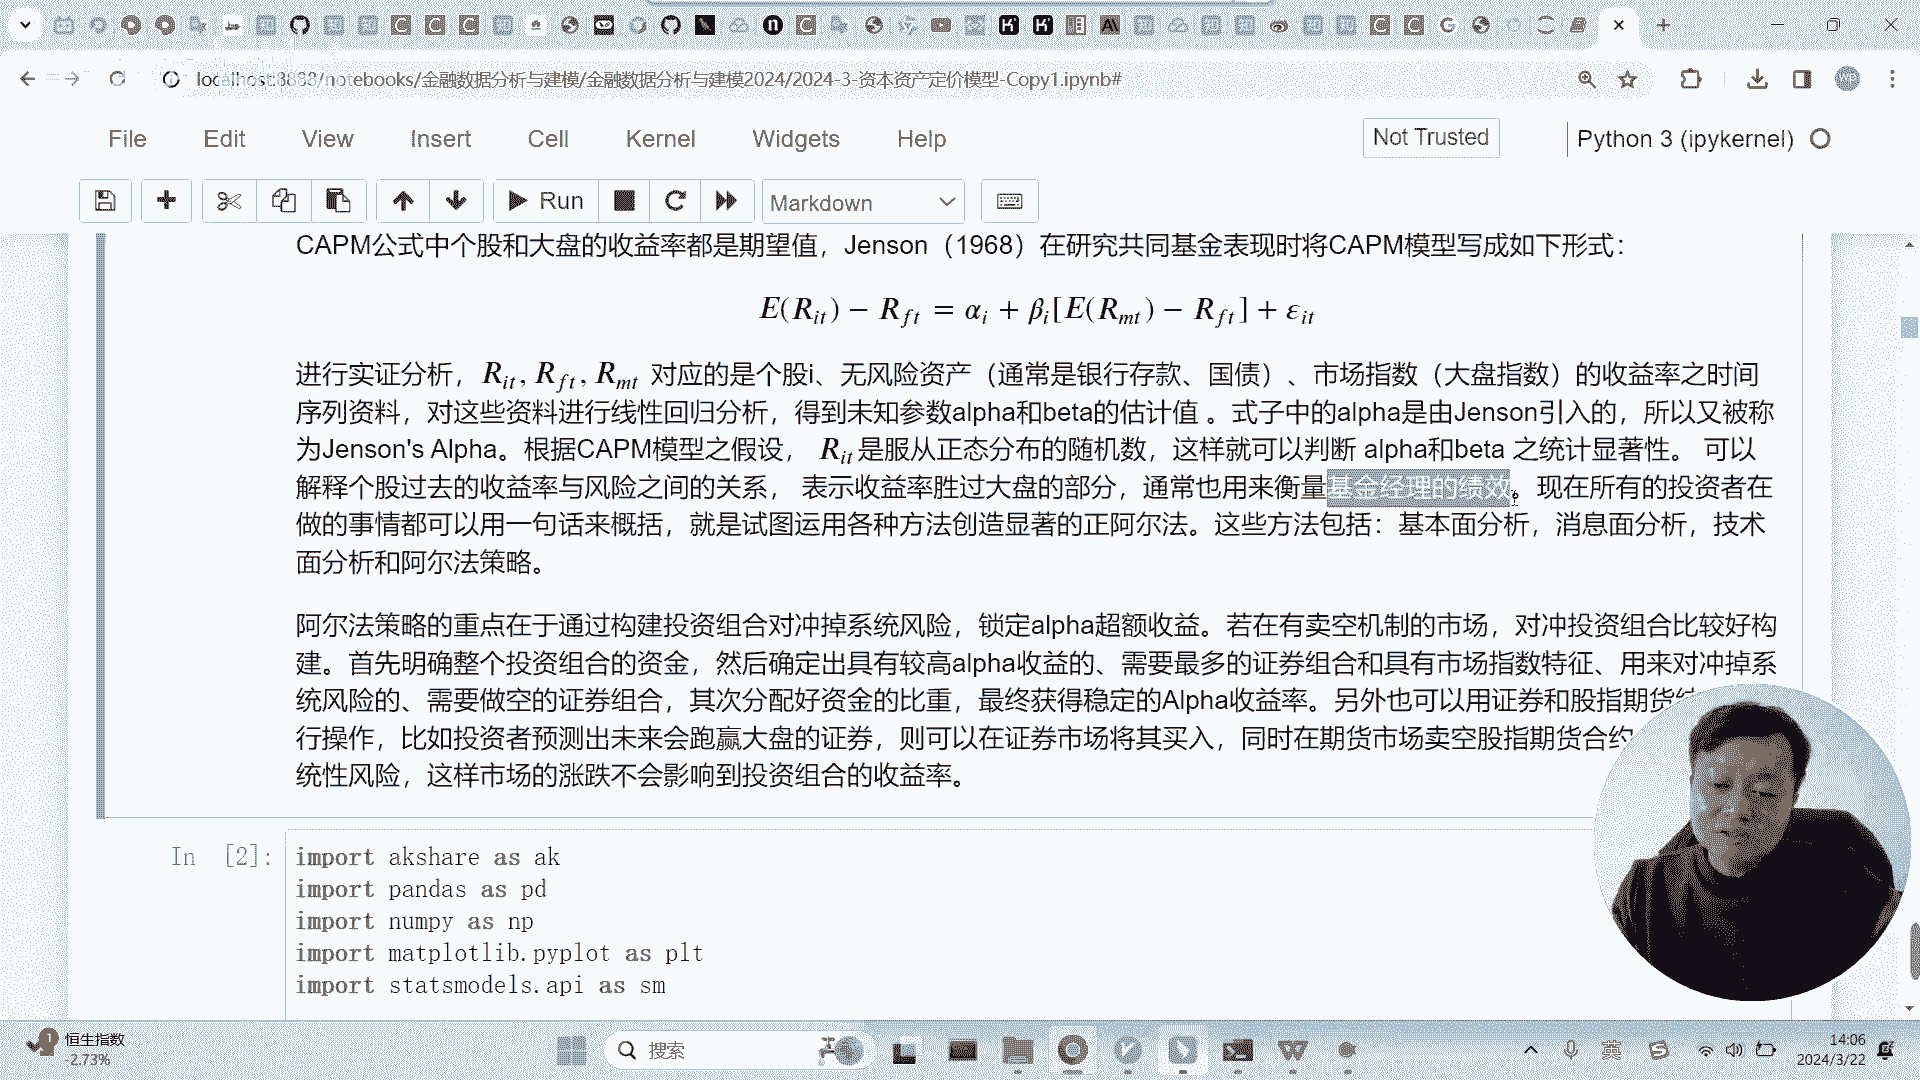 localhost:8888/notebooks/金融数据分析与建模/金融数据分析与建模2024/2024-3-资本资产定价模型-Copy1.ipynb#
File Edit View Insert Cell Kernel Widgets Help Not Trusted Python 3 (ipykernel)
Run Markdown
CAPM公式中个股和大盘的收益率都是期望值，Jenson（1968）在研究共同基金表现时将CAPM模型写成如下形式：
E(R_{it}) − R_{ft} = α_i + β_i[E(R_{mt}) − R_{ft}] + ε_{it}
进行实证分析， R_{it}, R_{ft}, R_{mt} 对应的是个股i、无风险资产（通常是银行存款、国债）、市场指数（大盘指数）的收益率之时间
序列资料，对这些资料进行线性回归分析，得到未知参数alpha和beta的估计值 。式子中的alpha是由Jenson引入的，所以又被称
为Jenson's Alpha。根据CAPM模型之假设， R_{it}是服从正态分布的随机数，这样就可以判断 alpha和beta 之统计显著性。 可以
解释个股过去的收益率与风险之间的关系， 表示收益率胜过大盘的部分，通常也用来衡量基金经理的绩效。现在所有的投资者在
做的事情都可以用一句话来概括，就是试图运用各种方法创造显著的正阿尔法。这些方法包括：基本面分析，消息面分析，技术
面分析和阿尔法策略。
阿尔法策略的重点在于通过构建投资组合对冲掉系统风险，锁定alpha超额收益。若在有卖空机制的市场，对冲投资组合比较好构
建。首先明确整个投资组合的资金，然后确定出具有较高alpha收益的、需要最多的证券组合和具有市场指数特征、用来对冲掉系
统风险的、需要做空的证券组合，其次分配好资金的比重，最终获得稳定的Alpha收益率。另外也可以用证券和股指期货
行操作，比如投资者预测出未来会跑赢大盘的证券，则可以在证券市场将其买入，同时在期货市场卖空股指期货合约
统性风险，这样市场的涨跌不会影响到投资组合的收益率。
In [2]:
import akshare as ak
import pandas as pd
import numpy as np
import matplotlib.pyplot as plt
import statsmodels.api as sm
恒生指数
-2.73%
搜索
英
14:06
2024/3/22